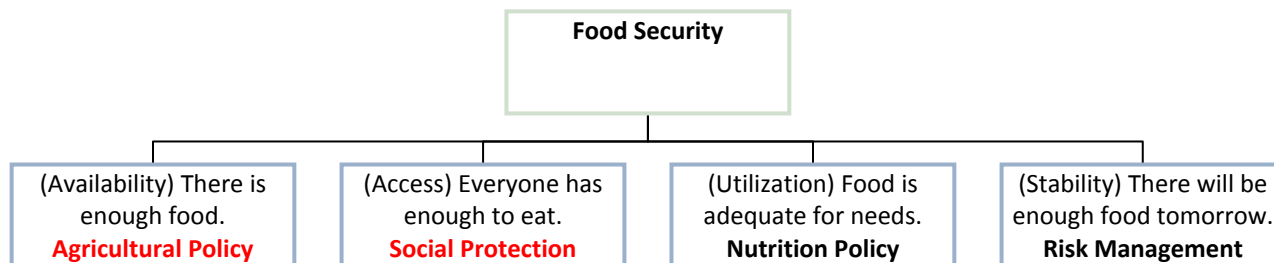 Food Security
(Availability) There is
enough food.
Agricultural Policy
(Access) Everyone has
enough to eat.
Social Protection
(Utilization) Food is
adequate for needs.
Nutrition Policy
(Stability) There will be
enough food tomorrow.
Risk Management